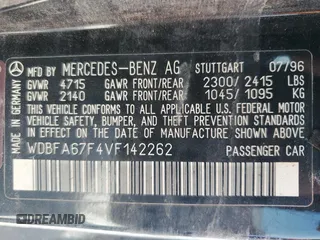 MFD.BY MERCEDES-BENZ AG STUTTGART 07/96
GVWR 4715 GAWR FRONT/REAR 2300/2415 LBS
GVWR 2140 GAWR FRONT/REAR 1045/1095 KG
THIS VEHICLE CONFORMS TO ALL APPLICABLE FEDERAL MOTOR
VEHICLE SAFETY, BUMPER, AND THEFT PREVENTION STANDARDS
IN EFFECT ON THE DATE OF MANUFACTURE SHOWN ABOVE.
WDBFA67F4VF142262 PASSENGER CAR
MADE IN GERMANY
DREAMBID